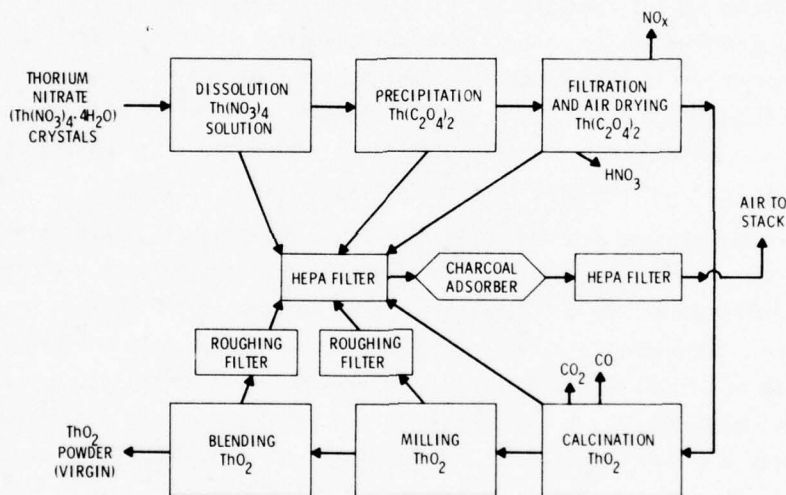 THORIUM
NITRATE
(Th(NO₃)₄·4H₂O)
CRYSTALS
DISSOLUTION
Th(NO₃)₄
SOLUTION
PRECIPITATION
Th(C₂O₄)₂
NOₓ
FILTRATION
AND AIR DRYING
Th(C₂O₄)₂
HNO₃
AIR TO
STACK
HEPA FILTER
CHARCOAL
ADSORBER
HEPA FILTER
ROUGHING
FILTER
ROUGHING
FILTER
CO₂
CO
ThO₂
POWDER
(VIRGIN)
BLENDING
ThO₂
MILLING
ThO₂
CALCINATION
ThO₂